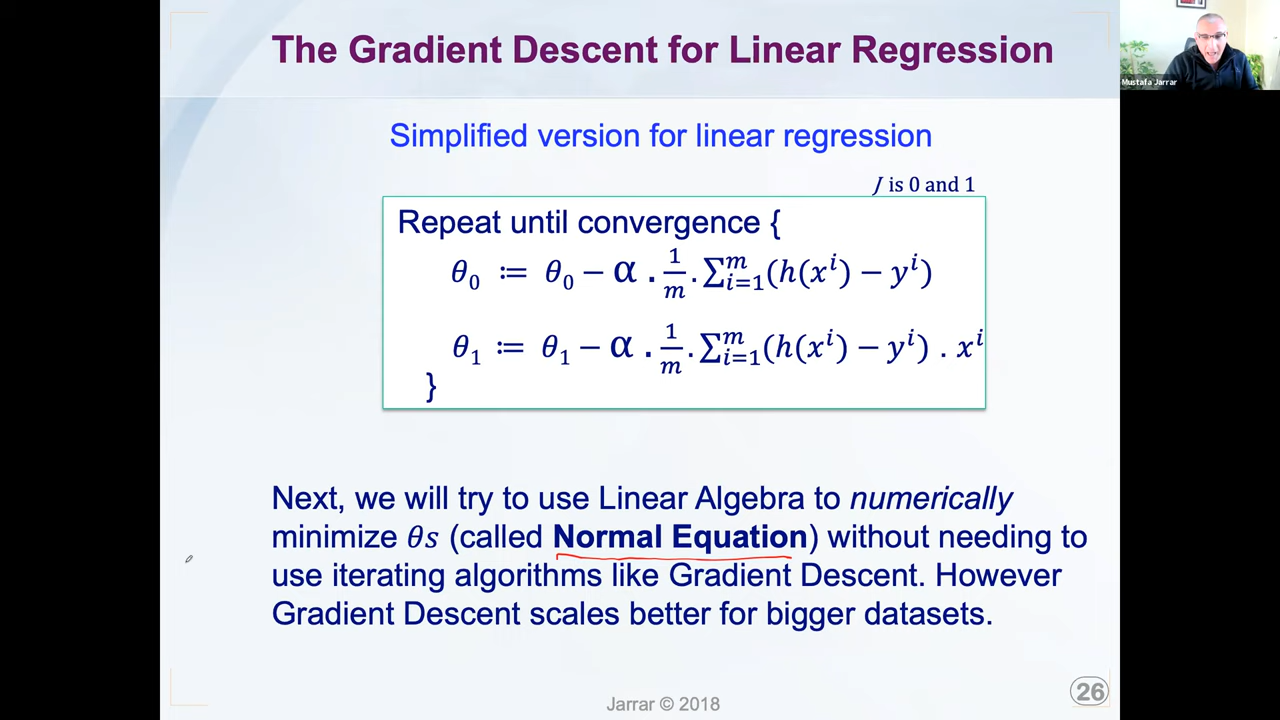 The Gradient Descent for Linear Regression
Mustafa Jarrar
Simplified version for linear regression
J is 0 and 1
Repeat until convergence {
θ₀ ≔ θ₀ − α . 1/m . ∑ᵢ₌₁ᵐ (h(xⁱ) − yⁱ)
θ₁ ≔ θ₁ − α . 1/m . ∑ᵢ₌₁ᵐ (h(xⁱ) − yⁱ) . xⁱ
}
Next, we will try to use Linear Algebra to numerically
minimize θs (called Normal Equation) without needing to
use iterating algorithms like Gradient Descent. However
Gradient Descent scales better for bigger datasets.
Jarrar © 2018
26